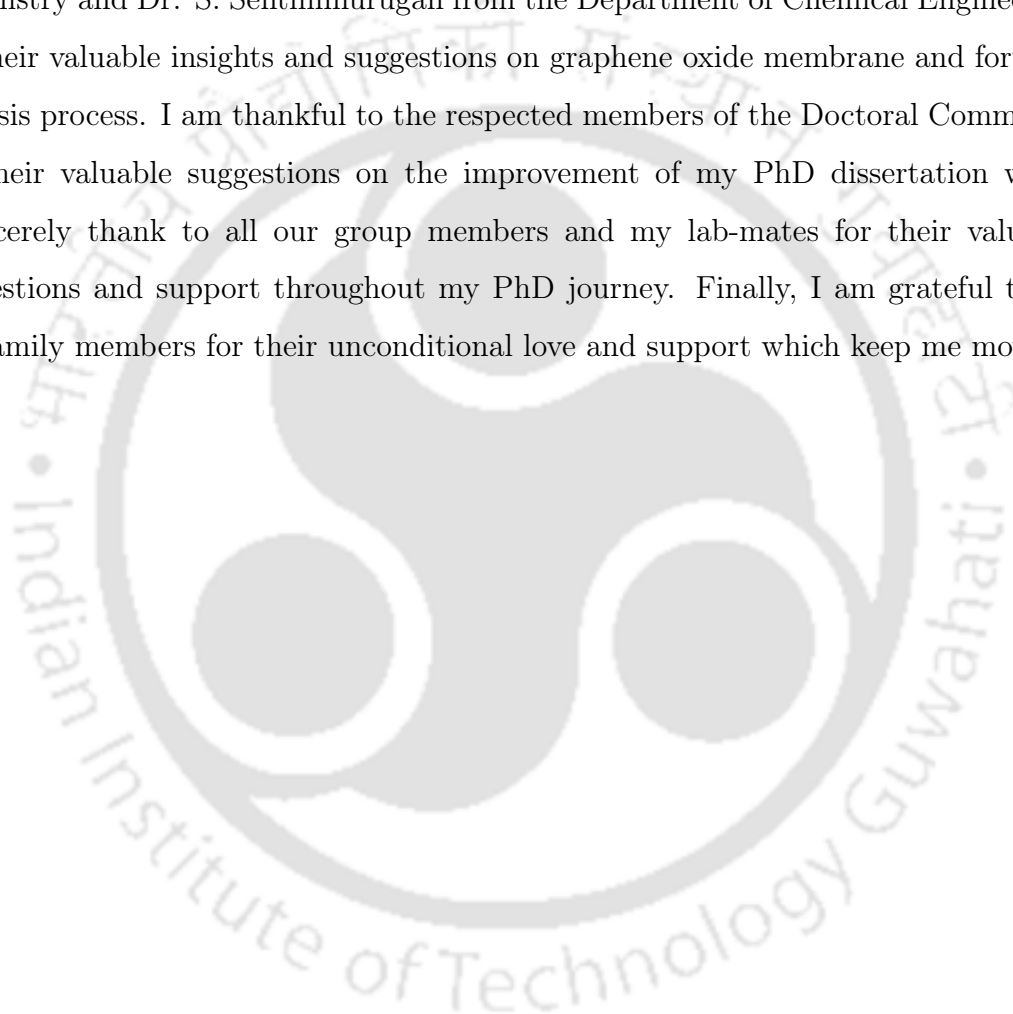 nistry and Dr. S. Senthilmurugan from the Department of Chemical Enginee
heir valuable insights and suggestions on graphene oxide membrane and for
sis process. I am thankful to the respected members of the Doctoral Comm
heir valuable suggestions on the improvement of my PhD dissertation w
cerely thank to all our group members and my lab-mates for their valu
estions and support throughout my PhD journey. Finally, I am grateful t
amily members for their unconditional love and support which keep me mo
भारतीय प्रौद्योगिकी संस्थान गुवाहाटी
• Indian Institute of Technology Guwahati •